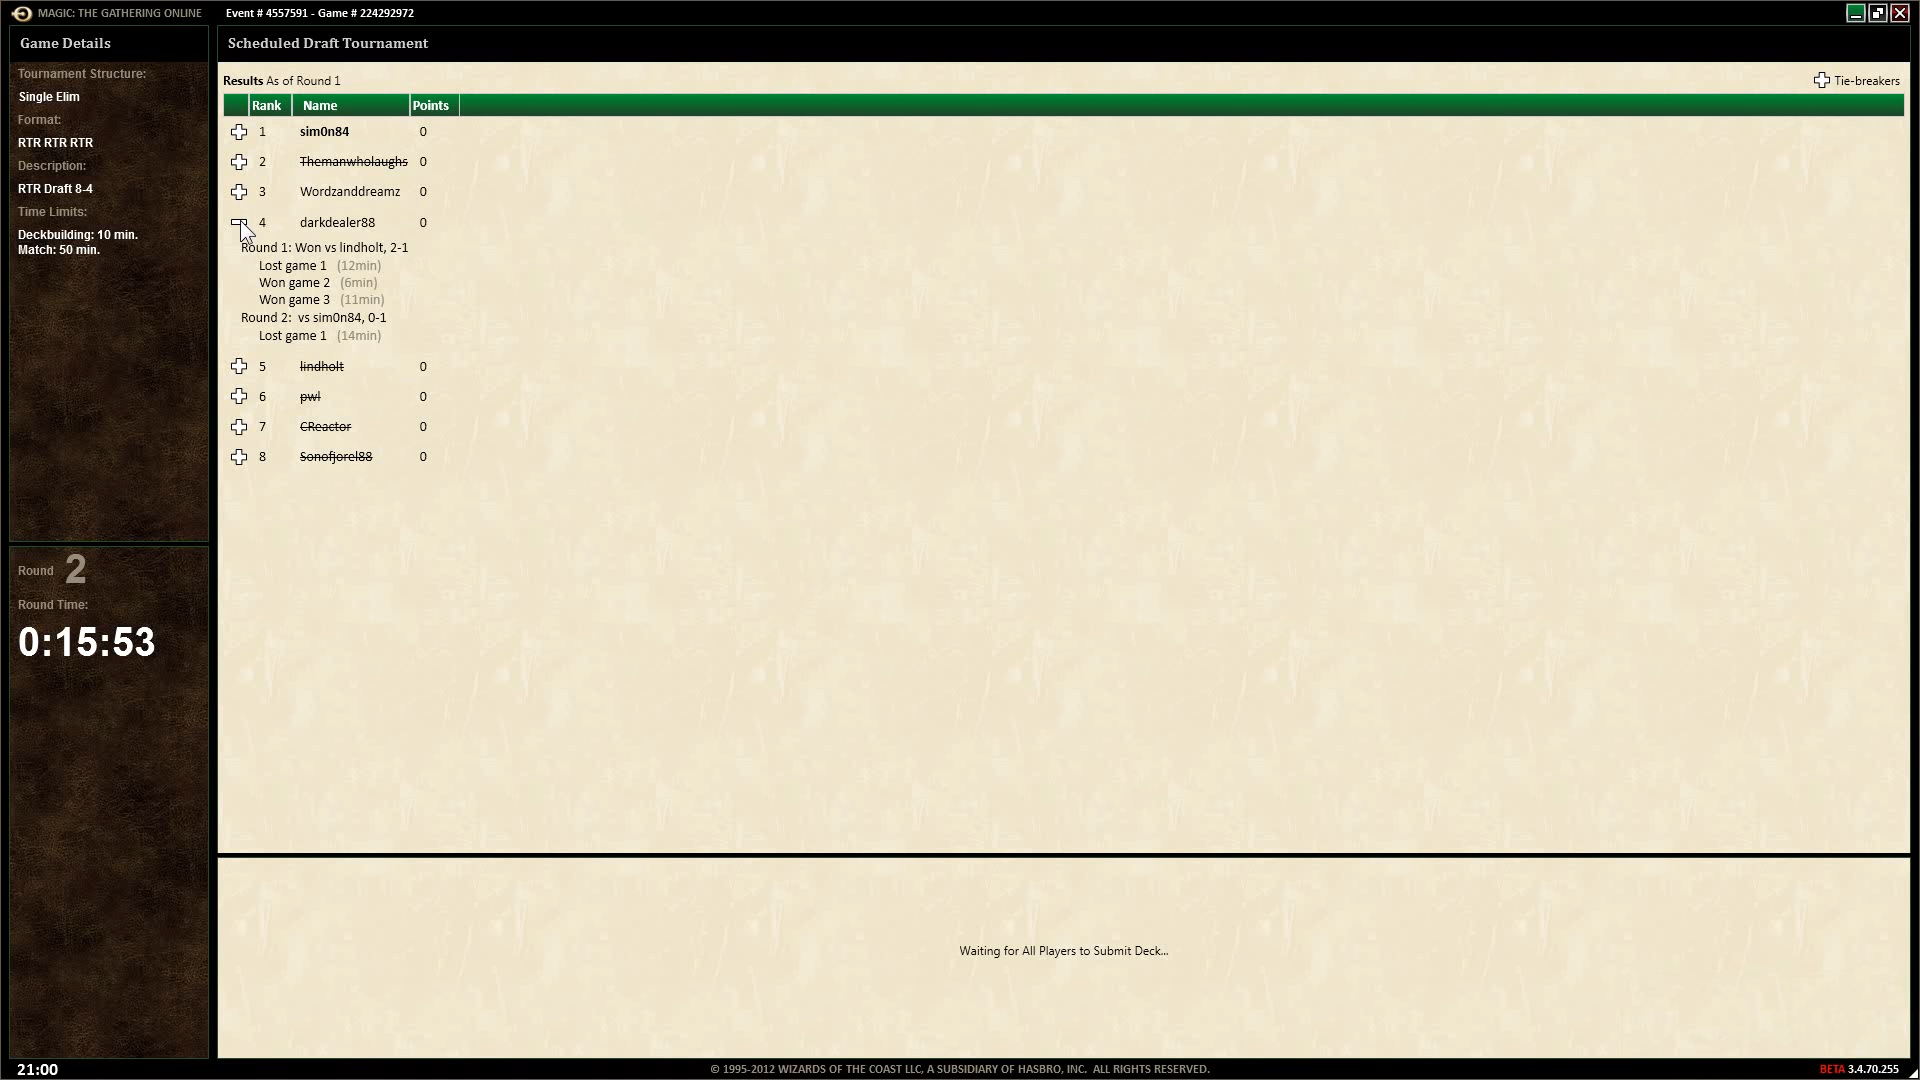 MAGIC: THE GATHERING ONLINE Event # 4557591 - Game # 224292972
Game Details
Tournament Structure:
Single Elim
Format:
RTR RTR RTR
Description:
RTR Draft 8-4
Time Limits:
Deckbuilding: 10 min.
Match: 50 min.
Round 2
Round Time:
0:15:53
21:00
Scheduled Draft Tournament
Results As of Round 1 Tie-breakers
Rank Name Points
1 sim0n84 0
2 Themanwholaughs 0
3 Wordzanddreamz 0
4 darkdealer88 0
Round 1: Won vs lindholt, 2-1
Lost game 1 (12min)
Won game 2 (6min)
Won game 3 (11min)
Round 2: vs sim0n84, 0-1
Lost game 1 (14min)
5 lindholt 0
6 pwl 0
7 CReactor 0
8 Sonofjorel88 0
Waiting for All Players to Submit Deck...
© 1995-2012 WIZARDS OF THE COAST LLC, A SUBSIDIARY OF HASBRO, INC. ALL RIGHTS RESERVED.
BETA 3.4.70.255